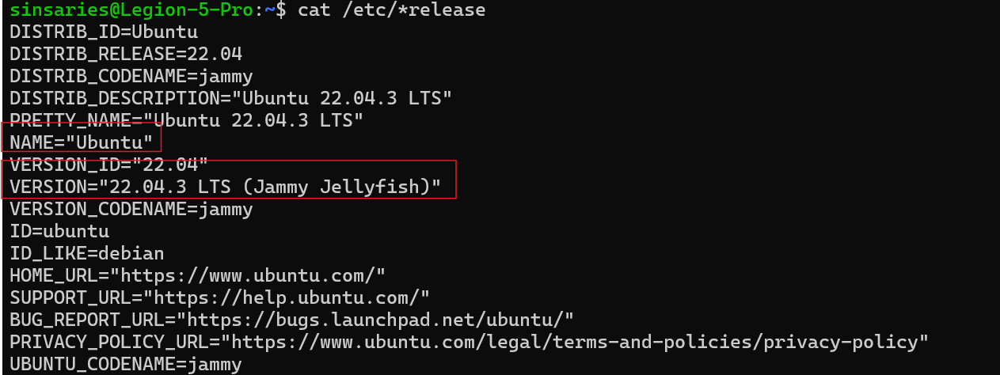 sinsaries@Legion-5-Pro:~$ cat /etc/*release
DISTRIB_ID=Ubuntu
DISTRIB_RELEASE=22.04
DISTRIB_CODENAME=jammy
DISTRIB_DESCRIPTION="Ubuntu 22.04.3 LTS"
PRETTY_NAME="Ubuntu 22.04.3 LTS"
NAME="Ubuntu"
VERSION_ID="22.04"
VERSION="22.04.3 LTS (Jammy Jellyfish)"
VERSION_CODENAME=jammy
ID=ubuntu
ID_LIKE=debian
HOME_URL="https://www.ubuntu.com/"
SUPPORT_URL="https://help.ubuntu.com/"
BUG_REPORT_URL="https://bugs.launchpad.net/ubuntu/"
PRIVACY_POLICY_URL="https://www.ubuntu.com/legal/terms-and-policies/privacy-policy"
UBUNTU_CODENAME=jammy